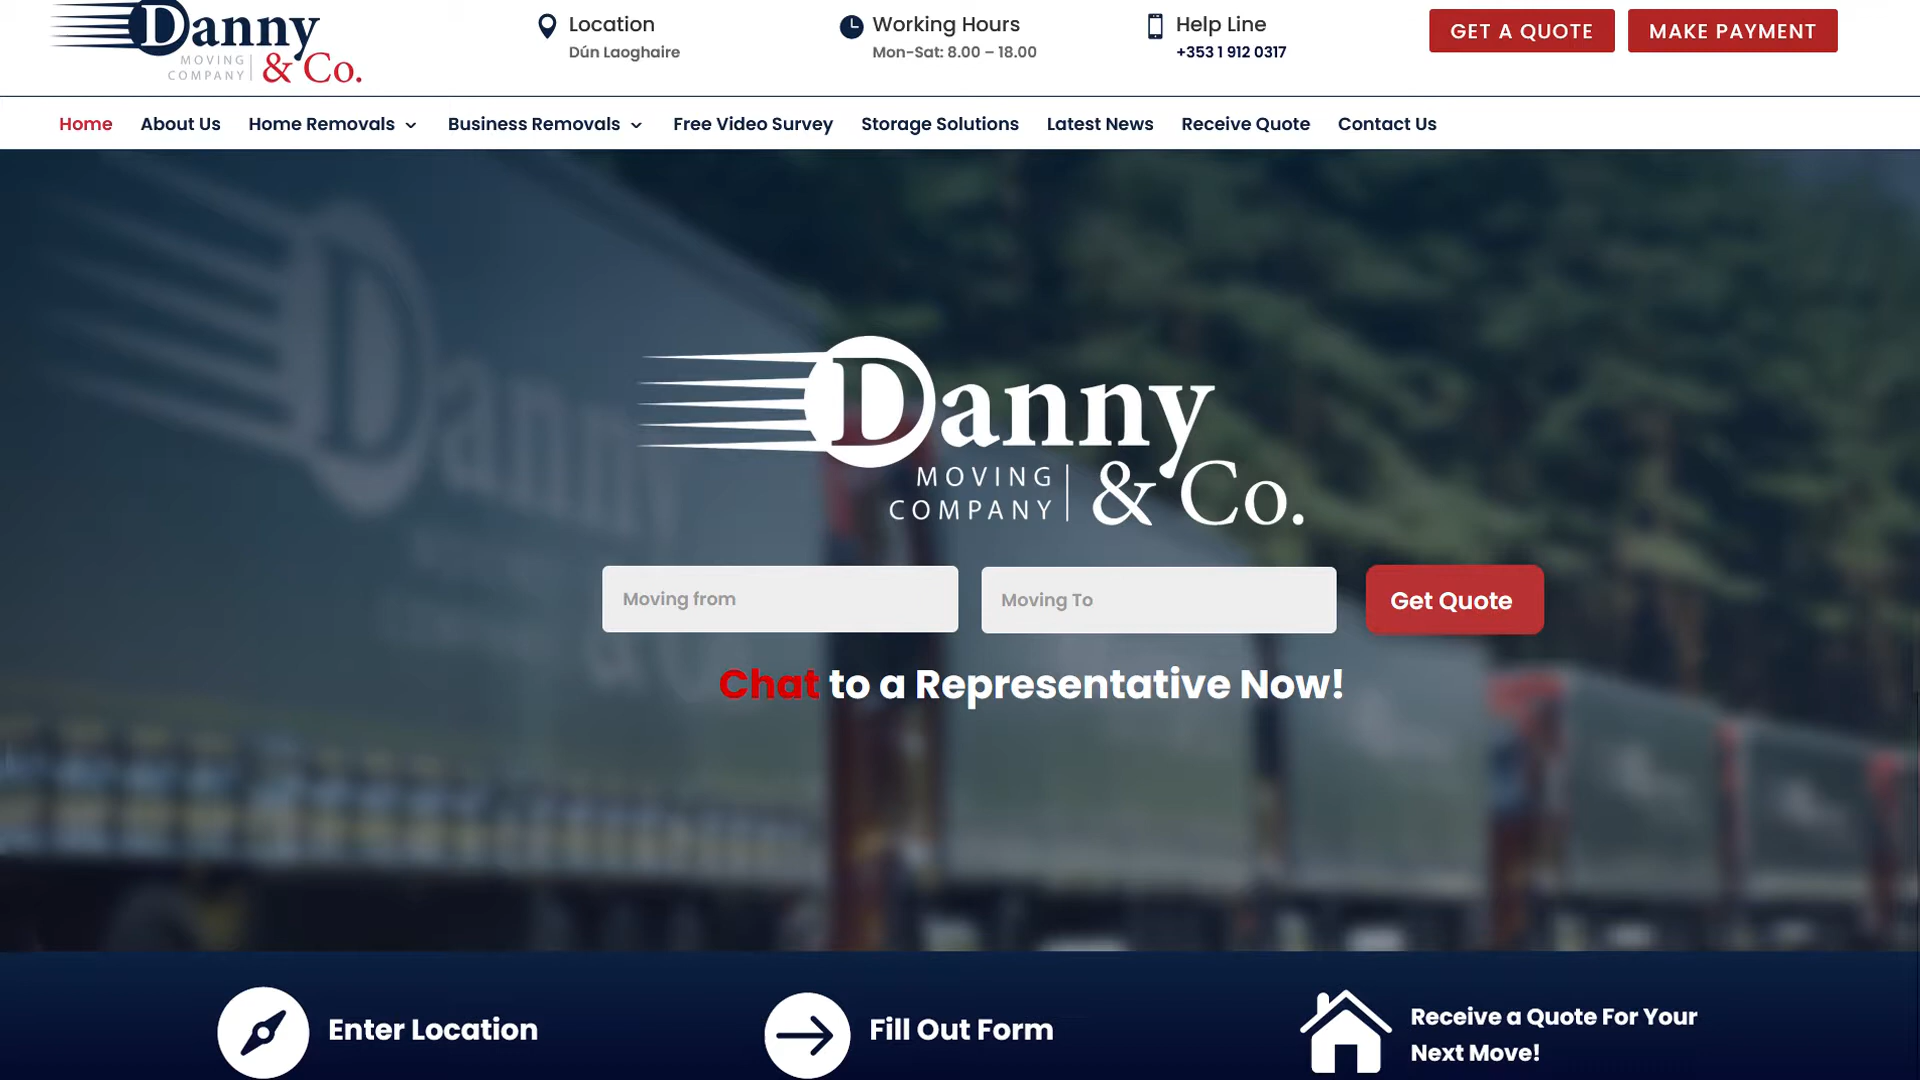 Danny
MOVING
COMPANY
& Co.
Location
Dún Laoghaire
Working Hours
Mon-Sat: 8.00 – 18.00
Help Line
+353 1 912 0317
GET A QUOTE
MAKE PAYMENT
Home
About Us
Home Removals
Business Removals
Free Video Survey
Storage Solutions
Latest News
Receive Quote
Contact Us
Danny
Danny
MOVING
COMPANY
& Co.
Moving from
Moving To
Get Quote
Chat to a Representative Now!
Enter Location
Fill Out Form
Receive a Quote For Your
Next Move!